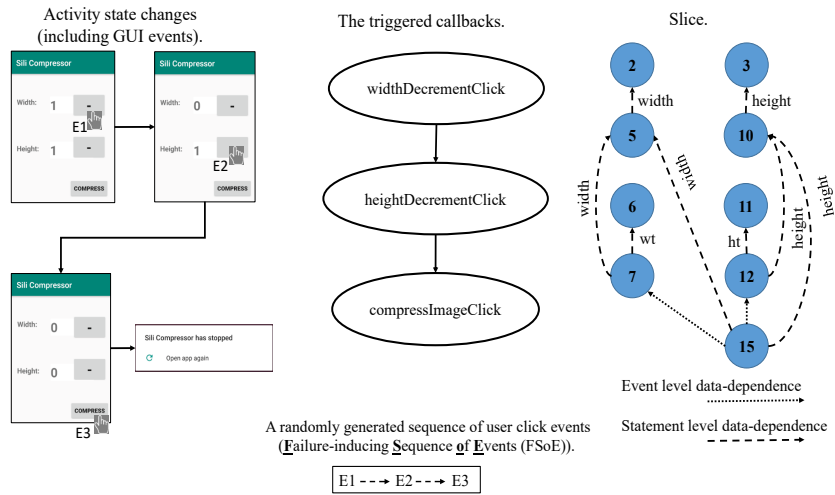 Activity state changes
(including GUI events).
Sili Compressor
Width: 1 -
E1
Height: 1 -
COMPRESS
Sili Compressor
Width: 0 -
Height: 1 -
E2
COMPRESS
Sili Compressor
Width: 0 -
Height: 0 -
COMPRESS
E3
Sili Compressor has stopped
Open app again
The triggered callbacks.
widthDecrementClick
heightDecrementClick
compressImageClick
Slice.
2
3
width
height
5
10
width
width
height
height
6
11
wt
ht
7
12
15
Event level data-dependence
Statement level data-dependence
A randomly generated sequence of user click events
(Failure-inducing Sequence of Events (FSoE)).
E1 E2 E3